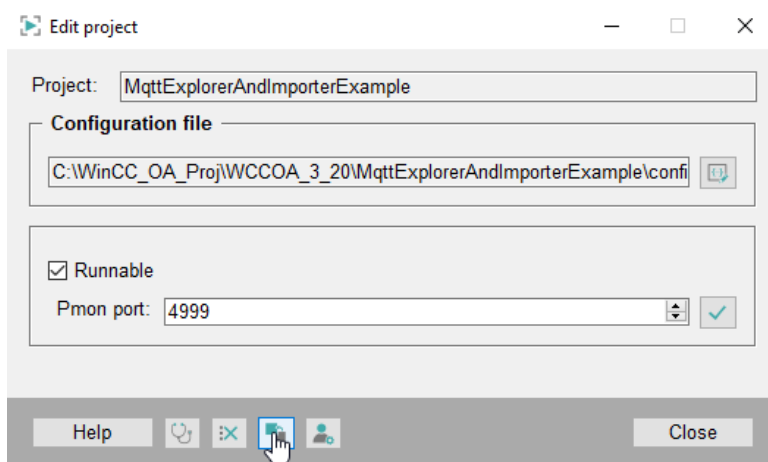 Edit project
Project: MqttExplorerAndImporterExample
Configuration file
C:\WinCC_OA_Proj\WCCOA_3_20\MqttExplorerAndImporterExample\confi
Runnable
Pmon port: 4999
Help Close